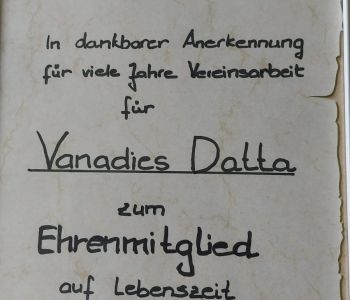 In dankbarer Anerkennung
für viele Jahre Vereinsarbeit
für
Vanadies Datta
zum
Ehrenmitglied
auf Lebenszeit